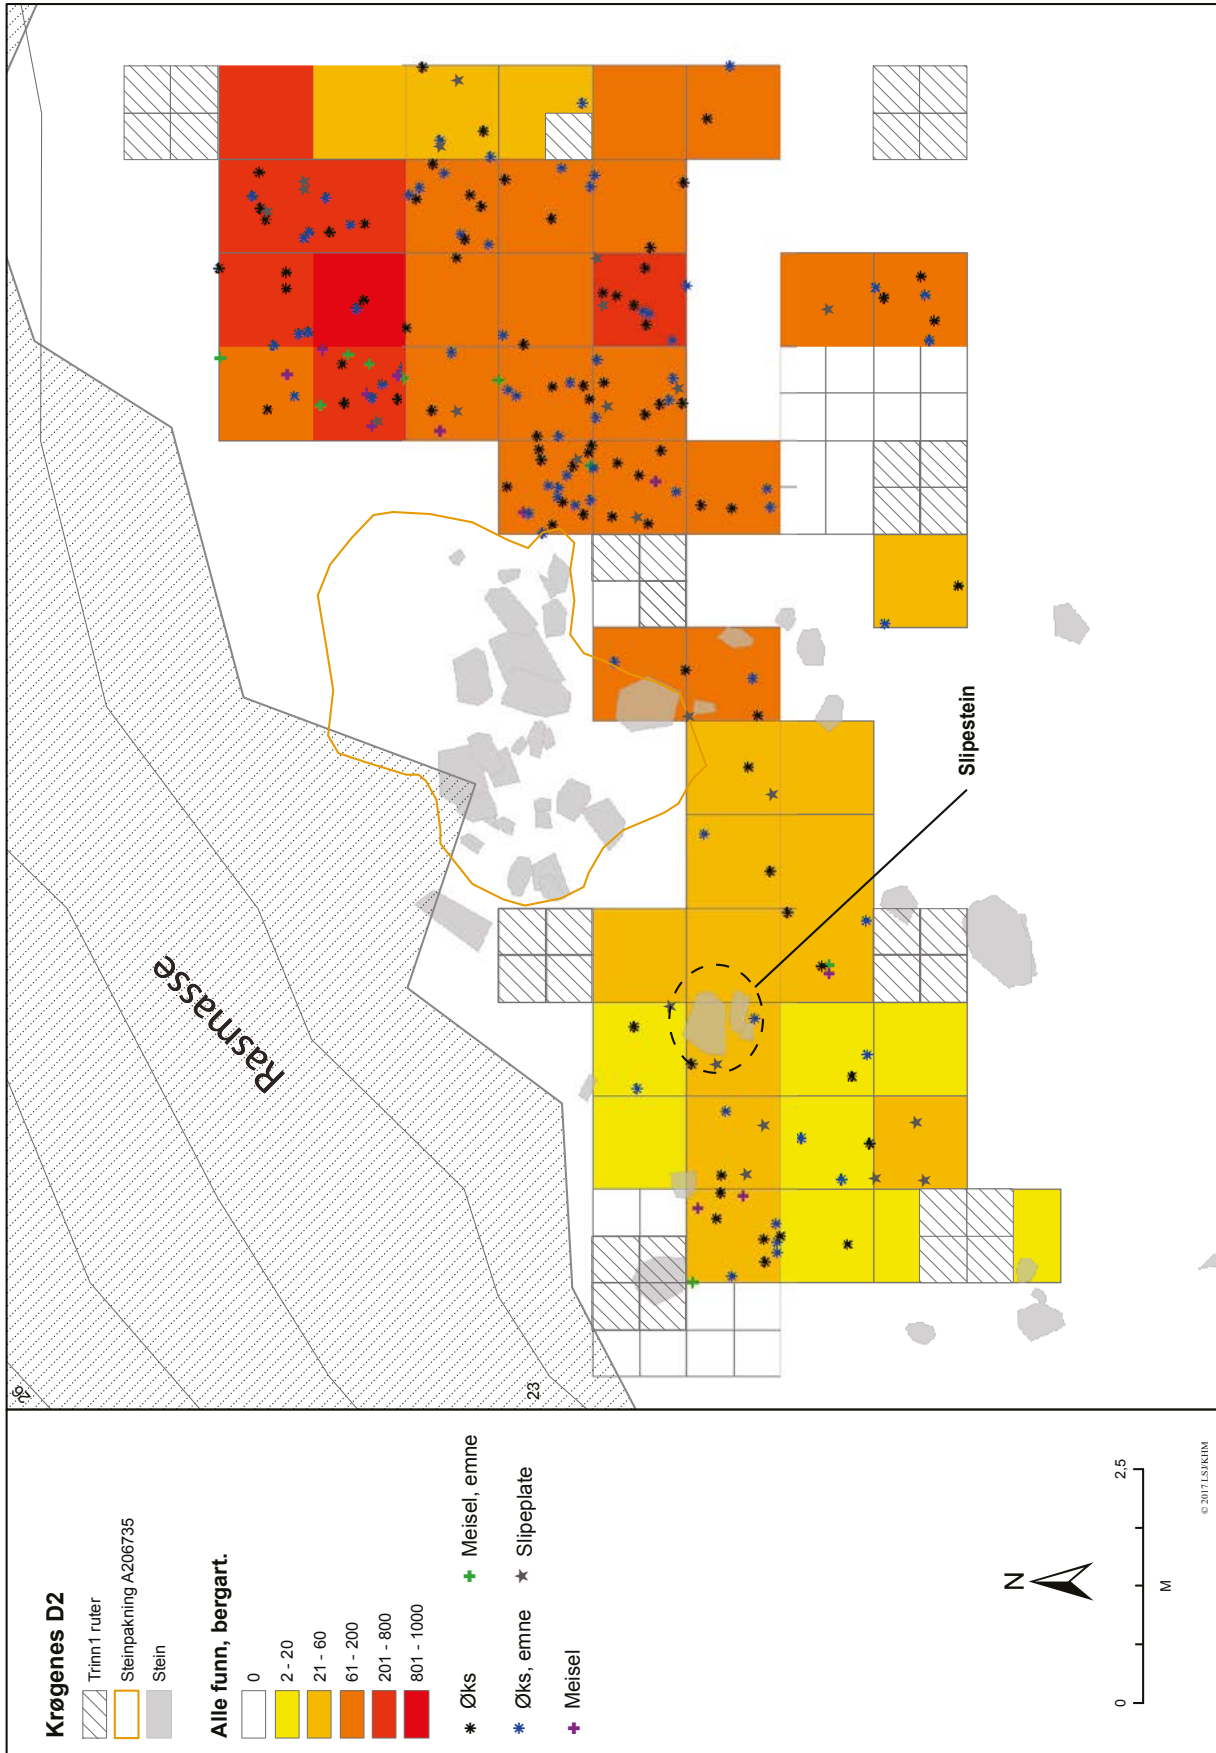 Krøgenes D2
Trinn1 ruter
Steinpakning A206735
Stein
Alle funn, bergart.
0
2 - 20
21 - 60
61 - 200
201 - 800
801 - 1000
Øks
Øks, emne
Meisel
Meisel, emne
Slipeplate
N
0 2,5
M
© 2017 LSJ/KHM
26
23
Rasmasse
Slipestein